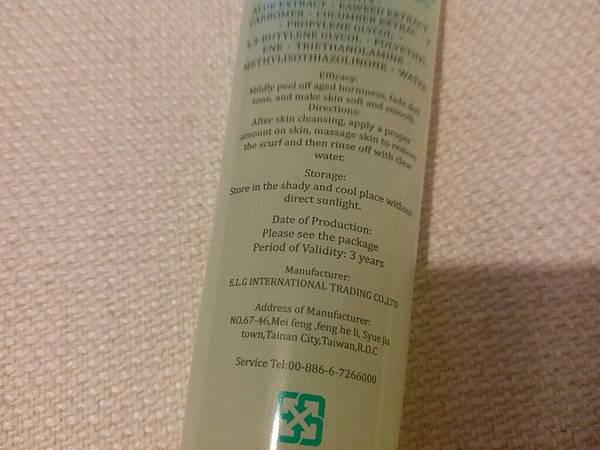 ALOE EXTRACT · EAWEED EXTRACT,
CARBOMER · CUCUMBER EXTRAC
· PROPYLENE GLYCOL ·
1,3-BUTYLENE GLYCOL · POLYETHYL
ENE · TRIETHANOLAMINE ·
METHYLISOTHIAZOLINONE · WATER
Efficacy:
Mildly peel off aged horniness, fade dull
tone, and make skin soft and smooth.
Directions:
After skin cleansing, apply a proper
amount on skin, massage skin to remove
the scurf and then rinse off with clear
water.
Storage:
Store in the shady and cool place without
direct sunlight.
Date of Production:
Please see the package
Period of Validity: 3 years
Manufacturer:
E.L.G INTERNATIONAL TRADING CO.,LTD
Address of Manufacturer:
NO.67-46,Mei feng ,feng he li, Syue jia
town,Tainan City,Taiwan,R.O.C
Service Tel:00-886-6-7266000